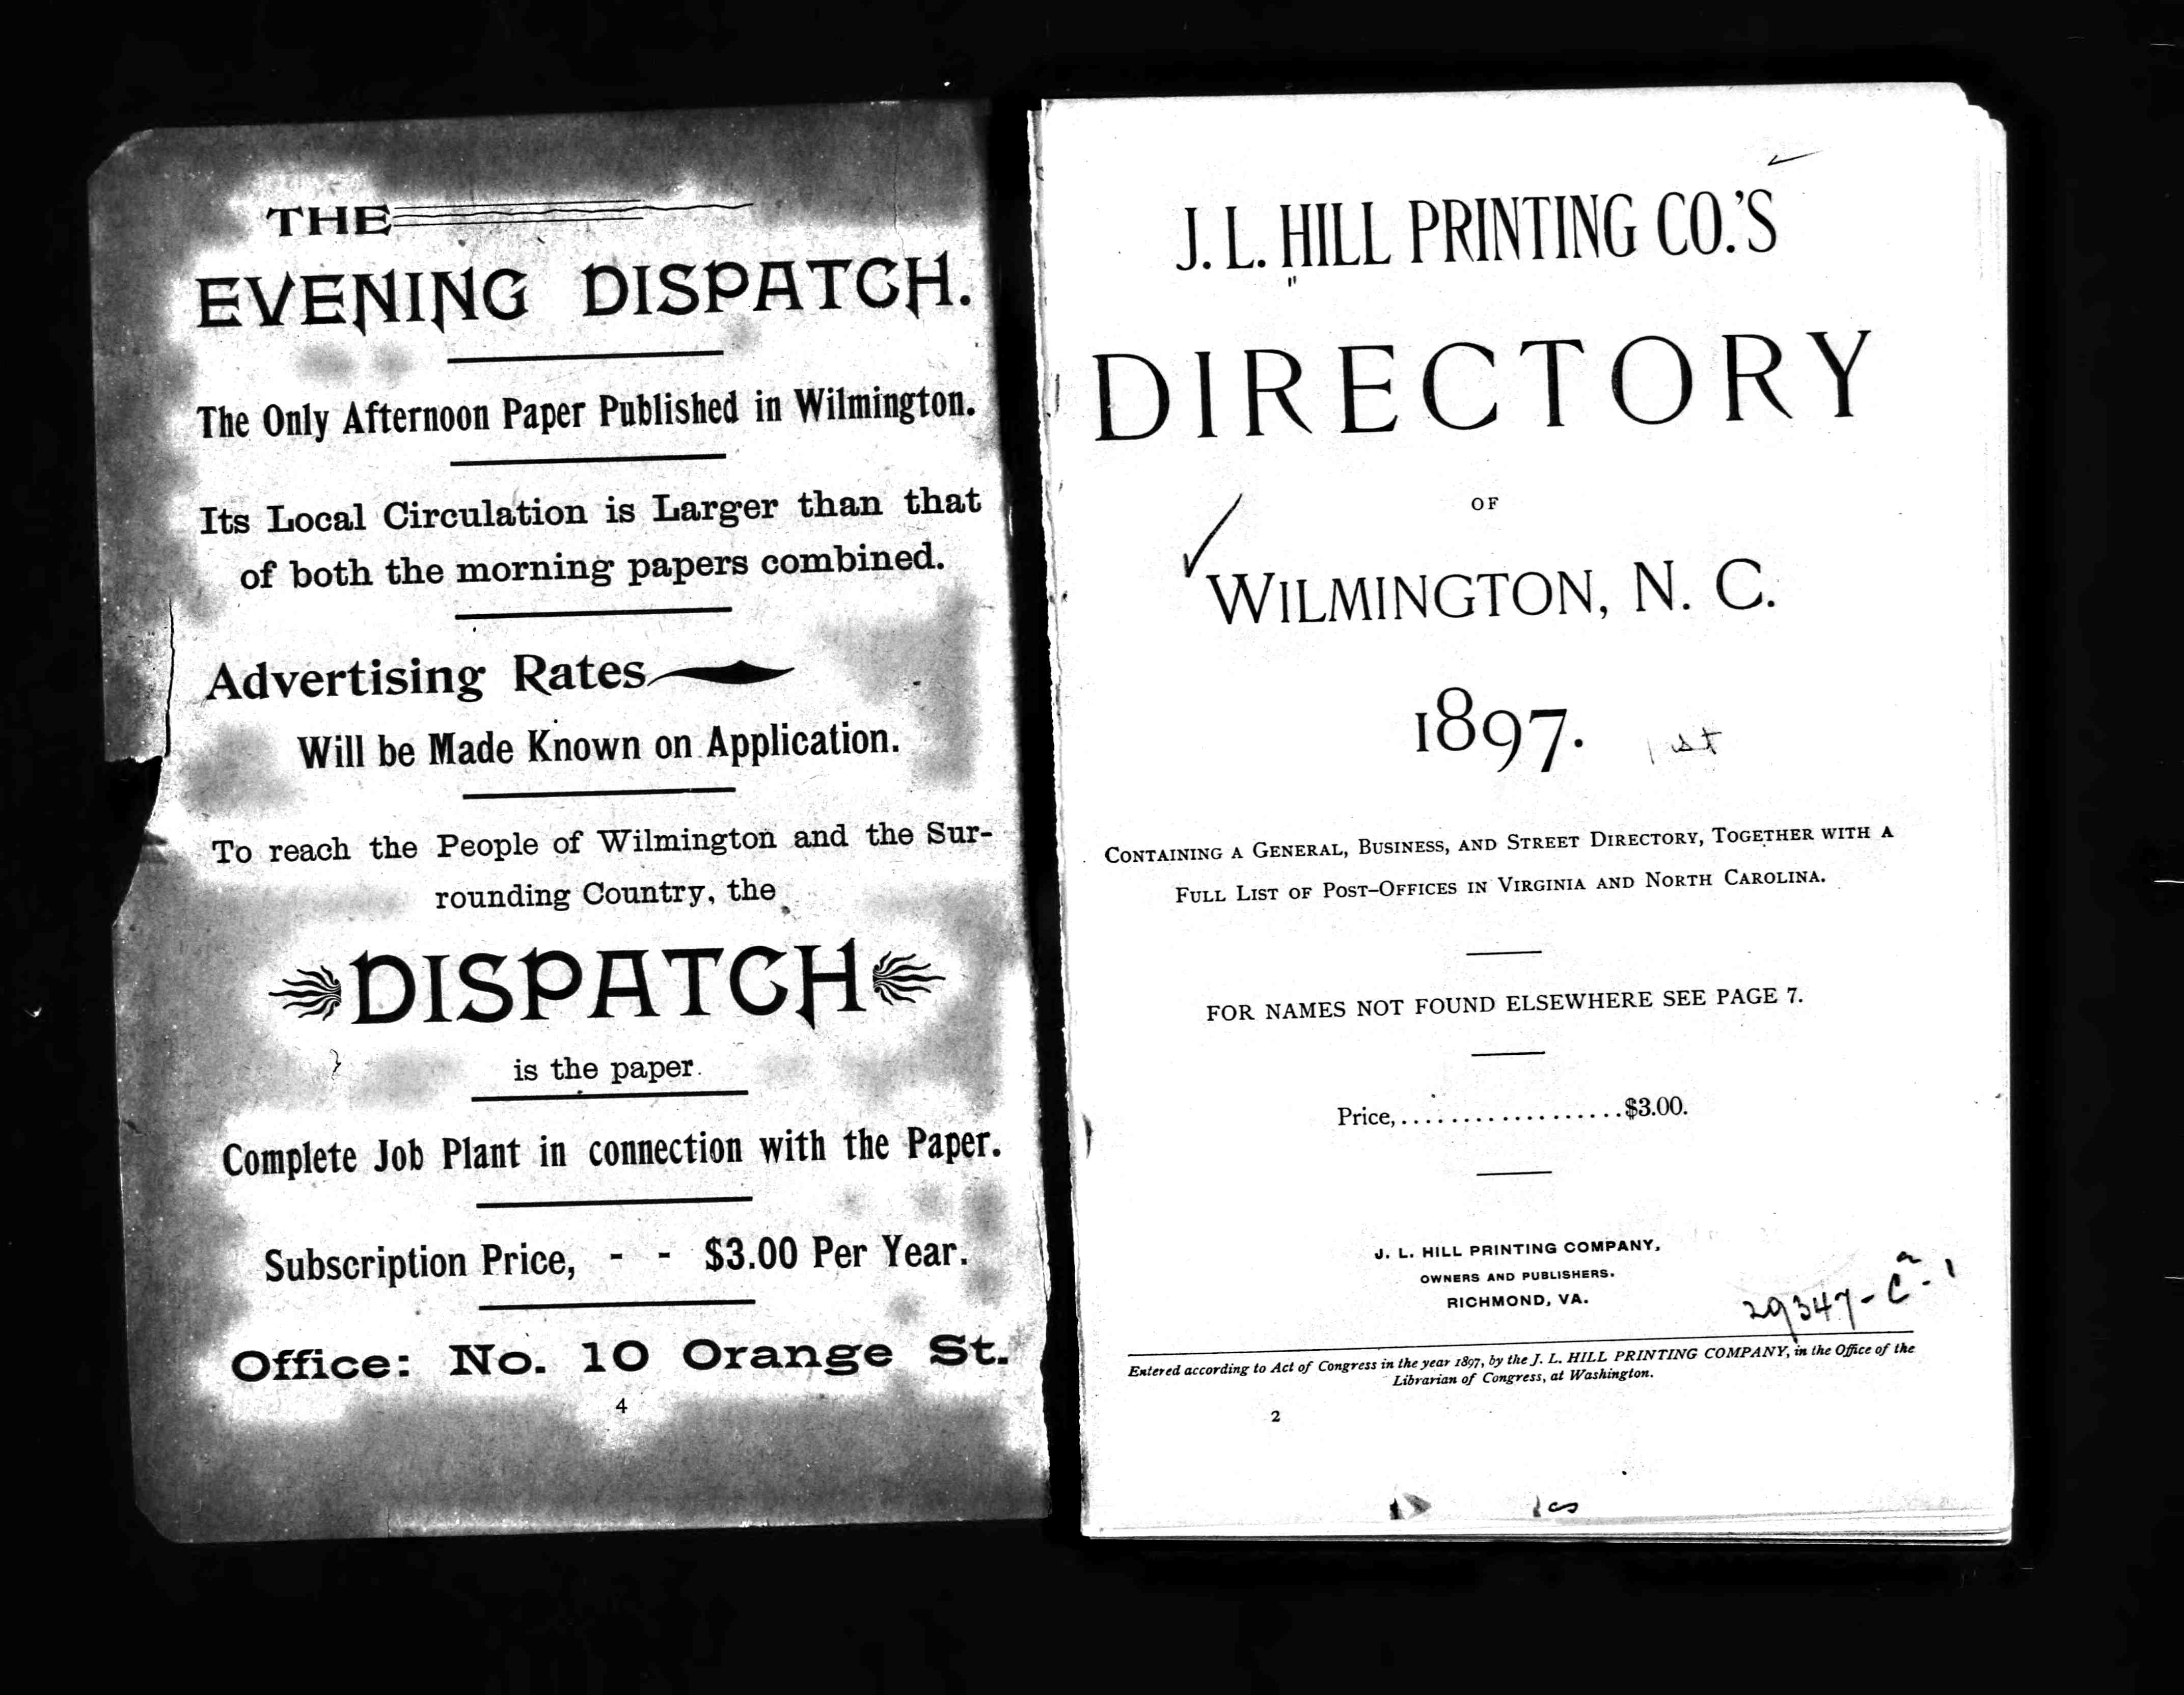 THE
EVENING DISPATCH.
The Only Afternoon Paper Published in Wilmington.
Its Local Circulation is Larger than that
of both the morning papers combined.
Advertising Rates
Will be Made Known on Application.
To reach the People of Wilmington and the Sur-
rounding Country, the
DISPATCH
is the paper.
Complete Job Plant in connection with the Paper.
Subscription Price, - - $3.00 Per Year.
Office: No. 10 Orange St.
4
J. L. HILL PRINTING CO.'S
DIRECTORY
OF
WILMINGTON, N. C.
1897.
1st
CONTAINING A GENERAL, BUSINESS, AND STREET DIRECTORY, TOGETHER WITH A
FULL LIST OF POST-OFFICES IN VIRGINIA AND NORTH CAROLINA.
FOR NAMES NOT FOUND ELSEWHERE SEE PAGE 7.
Price,...................$3.00.
J. L. HILL PRINTING COMPANY,
OWNERS AND PUBLISHERS.
RICHMOND, VA.
Entered according to Act of Congress in the year 1897, by the J. L. HILL PRINTING COMPANY, in the Office of the
Librarian of Congress, at Washington.
2